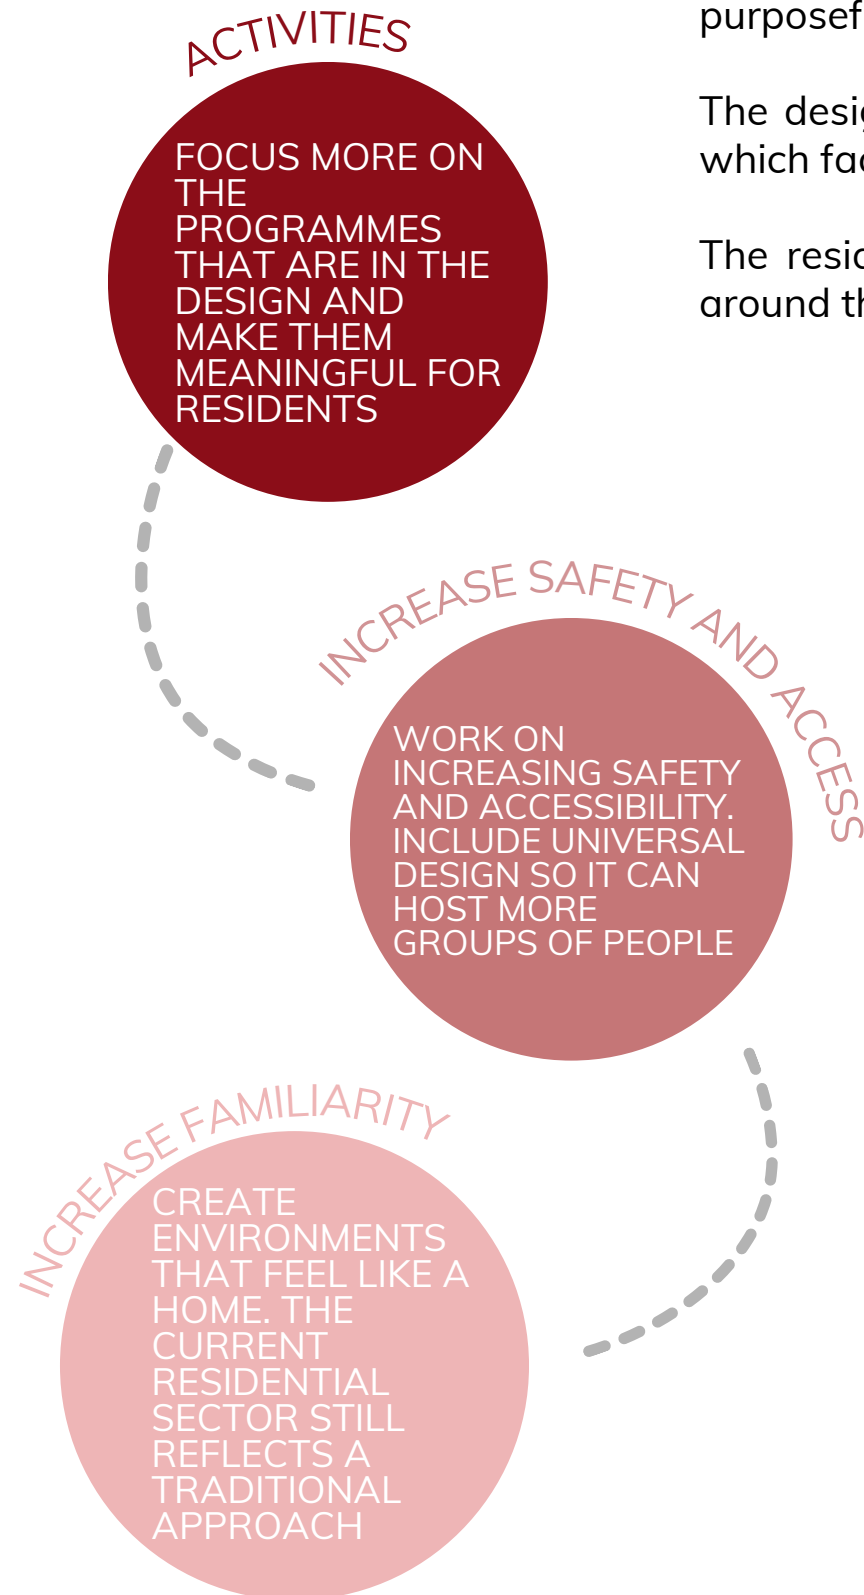 ACTIVITIES
FOCUS MORE ON
THE
PROGRAMMES
THAT ARE IN THE
DESIGN AND
MAKE THEM
MEANINGFUL FOR
RESIDENTS
INCREASE SAFETY AND ACCESS
WORK ON
INCREASING SAFETY
AND ACCESSIBILITY.
INCLUDE UNIVERSAL
DESIGN SO IT CAN
HOST MORE
GROUPS OF PEOPLE
INCREASE FAMILIARITY
CREATE
ENVIRONMENTS
THAT FEEL LIKE A
HOME. THE
CURRENT
RESIDENTIAL
SECTOR STILL
REFLECTS A
TRADITIONAL
APPROACH
The
which
The
around